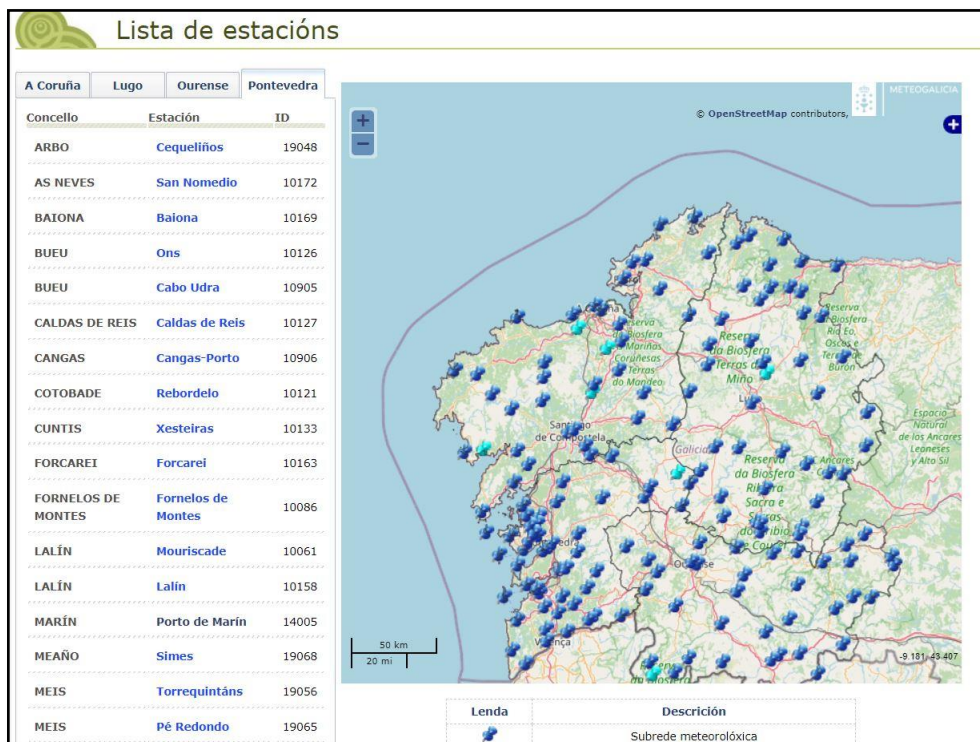 Lista de estacións
A Coruña Lugo Ourense Pontevedra
Concello Estación ID
ARBO Cequeliños 19048
AS NEVES San Nomedio 10172
BAIONA Baiona 10169
BUEU Ons 10126
BUEU Cabo Udra 10905
CALDAS DE REIS Caldas de Reis 10127
CANGAS Cangas-Porto 10906
COTOBADE Rebordelo 10121
CUNTIS Xesteiras 10133
FORCAREI Forcarei 10163
FORNELOS DE
MONTES
Fornelos de
Montes
10086
LALÍN Mouriscade 10061
LALÍN Lalín 10158
MARÍN Porto de Marín 14005
MEAÑO Simes 19068
MEIS Torrequintáns 19056
MEIS Pé Redondo 19065
METEOGALICIA
© OpenStreetMap contributors,
+
−
+
Reserva
da Biosfera
Terras do
Miño
Coruñesas
Terras
do Mandeo
Reserva
Río Eo,
Oscos e
Burón
Santiago
de Compostela
Galicia
Reserva
da Biosfera
Ribeira
Sacra e
Ancares
Espacio
Natural
de los Ancares
Leoneses
y Alto Sil
50 km
20 mi
-9.181, 43.407
Lenda Descrición
Subrede meteorolóxica